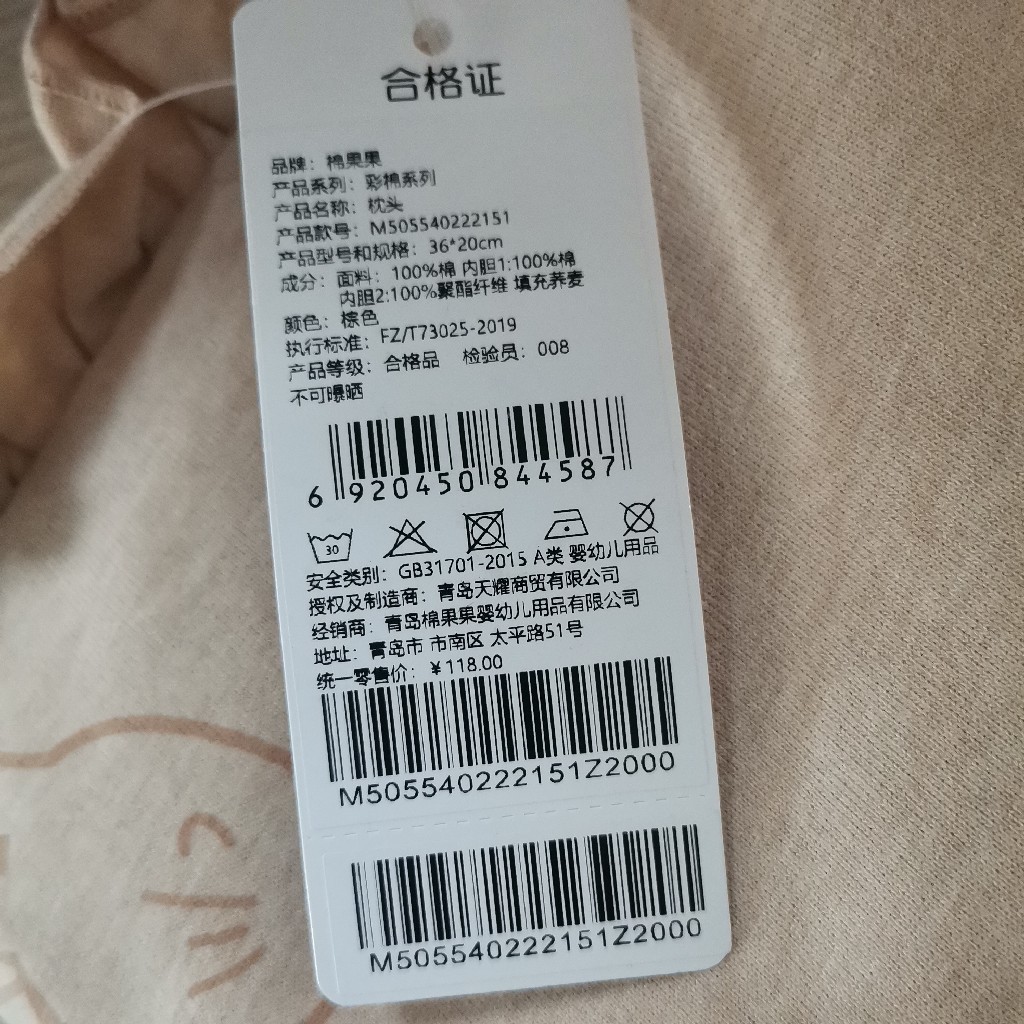 合格证
品牌：棉果果
产品系列：彩棉系列
产品名称：枕头
产品款号：M505540222151
产品型号和规格：36*20cm
成分：面料：100%棉 内胆1:100%棉
内胆2:100%聚酯纤维 填充荞麦
颜色：棕色
执行标准：FZ/T73025-2019
产品等级：合格品 检验员：008
不可曝晒
6 920450 844587
30
安全类别：GB31701-2015 A类 婴幼儿用品
授权及制造商：青岛天耀商贸有限公司
经销商：青岛棉果果婴幼儿用品有限公司
地址：青岛市 市南区 太平路51号
统一零售价：￥118.00
M505540222151Z2000
M505540222151Z2000